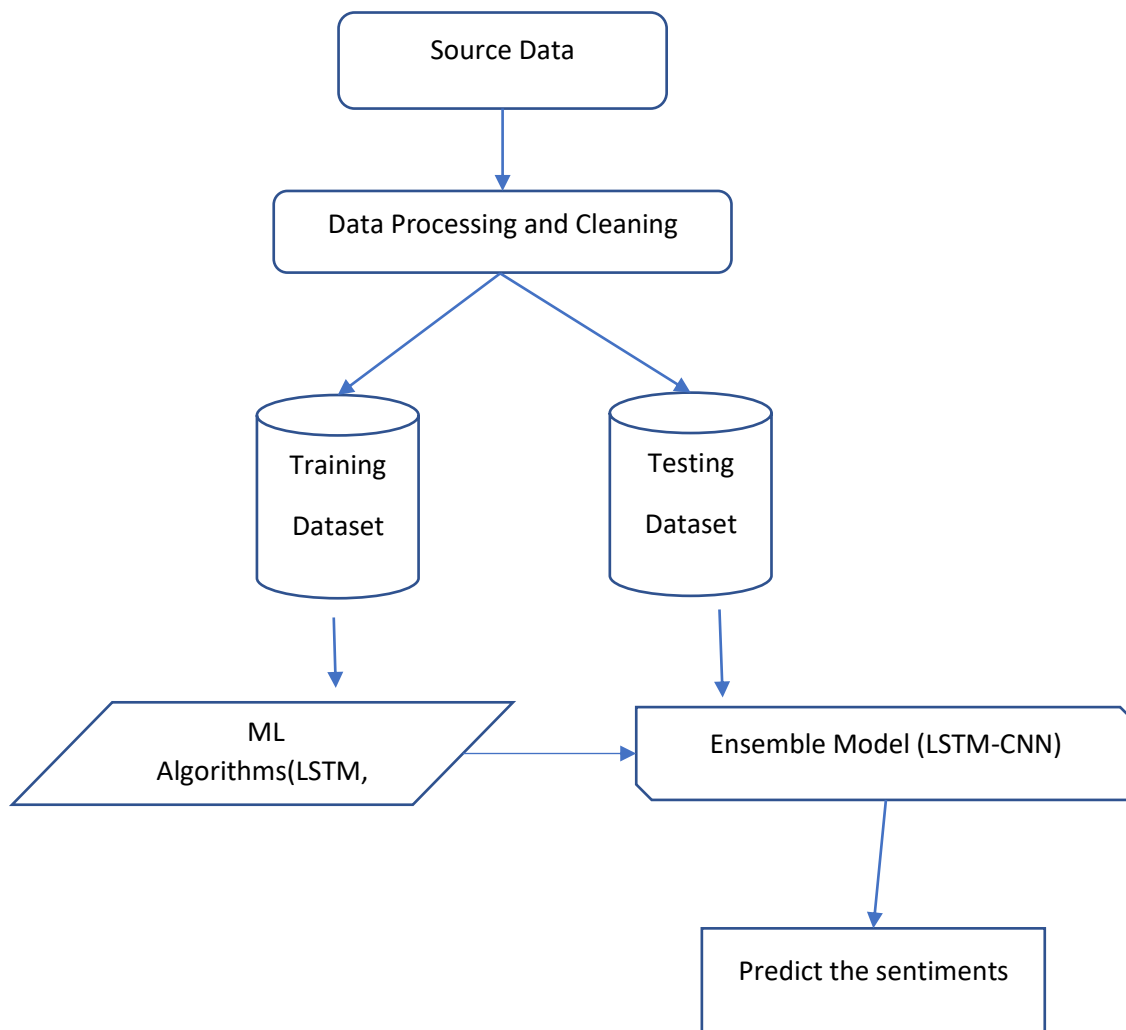 Source Data
Data Processing and Cleaning
Training
Dataset
Testing
Dataset
ML
Algorithms(LSTM,
Ensemble Model (LSTM-CNN)
Predict the sentiments